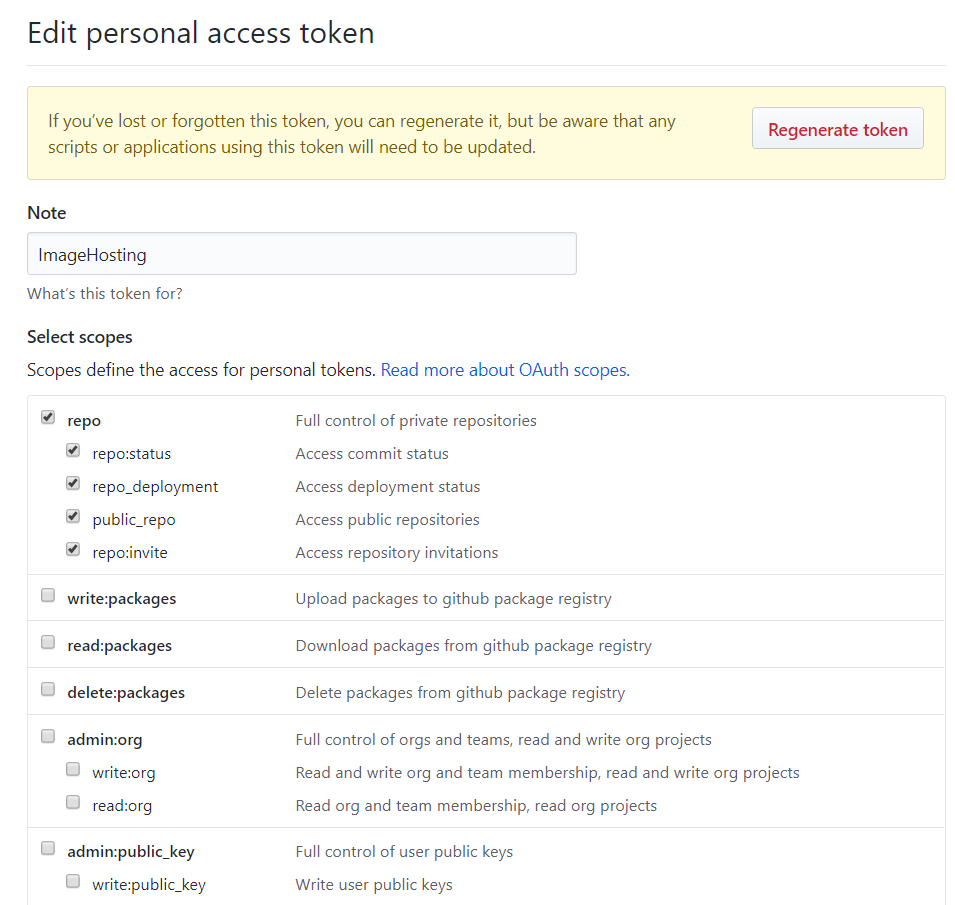 Edit personal access token
If you've lost or forgotten this token, you can regenerate it, but be aware that any
scripts or applications using this token will need to be updated.
Regenerate token
Note
ImageHosting
What's this token for?
Select scopes
Scopes define the access for personal tokens. Read more about OAuth scopes.
repo Full control of private repositories
repo:status Access commit status
repo_deployment Access deployment status
public_repo Access public repositories
repo:invite Access repository invitations
write:packages Upload packages to github package registry
read:packages Download packages from github package registry
delete:packages Delete packages from github package registry
admin:org Full control of orgs and teams, read and write org projects
write:org Read and write org and team membership, read and write org projects
read:org Read org and team membership, read org projects
admin:public_key Full control of user public keys
write:public_key Write user public keys